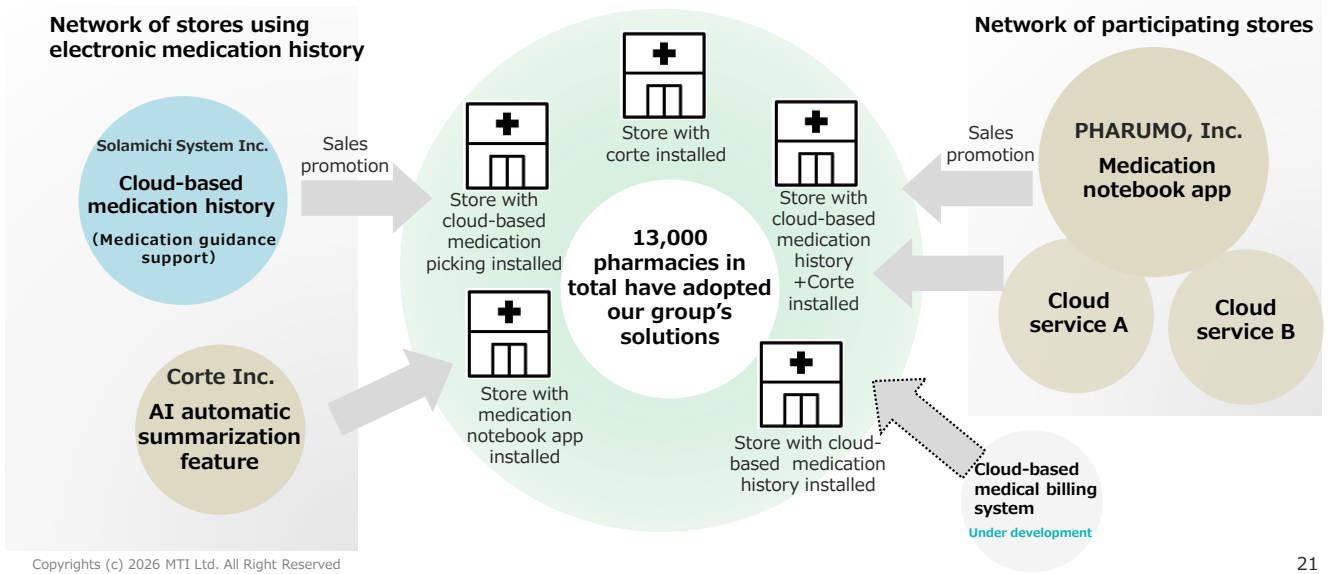 Network of stores using
electronic medication history
Solamichi System Inc.
Cloud-based
medication history
(Medication guidance
support)
Sales
promotion
Corte Inc.
AI automatic
summarization
feature
Store with
corte installed
Store with
cloud-based
medication
picking installed
Store with
cloud-based
medication
history
+Corte
installed
13,000
pharmacies in
total have adopted
our group’s
solutions
Store with
medication
notebook app
installed
Store with cloud-
based medication
history installed
Network of participating stores
Sales
promotion
PHARUMO, Inc.
Medication
notebook app
Cloud
service A
Cloud
service B
Cloud-based
medical billing
system
Under development
Copyrights (c) 2026 MTI Ltd. All Right Reserved
21